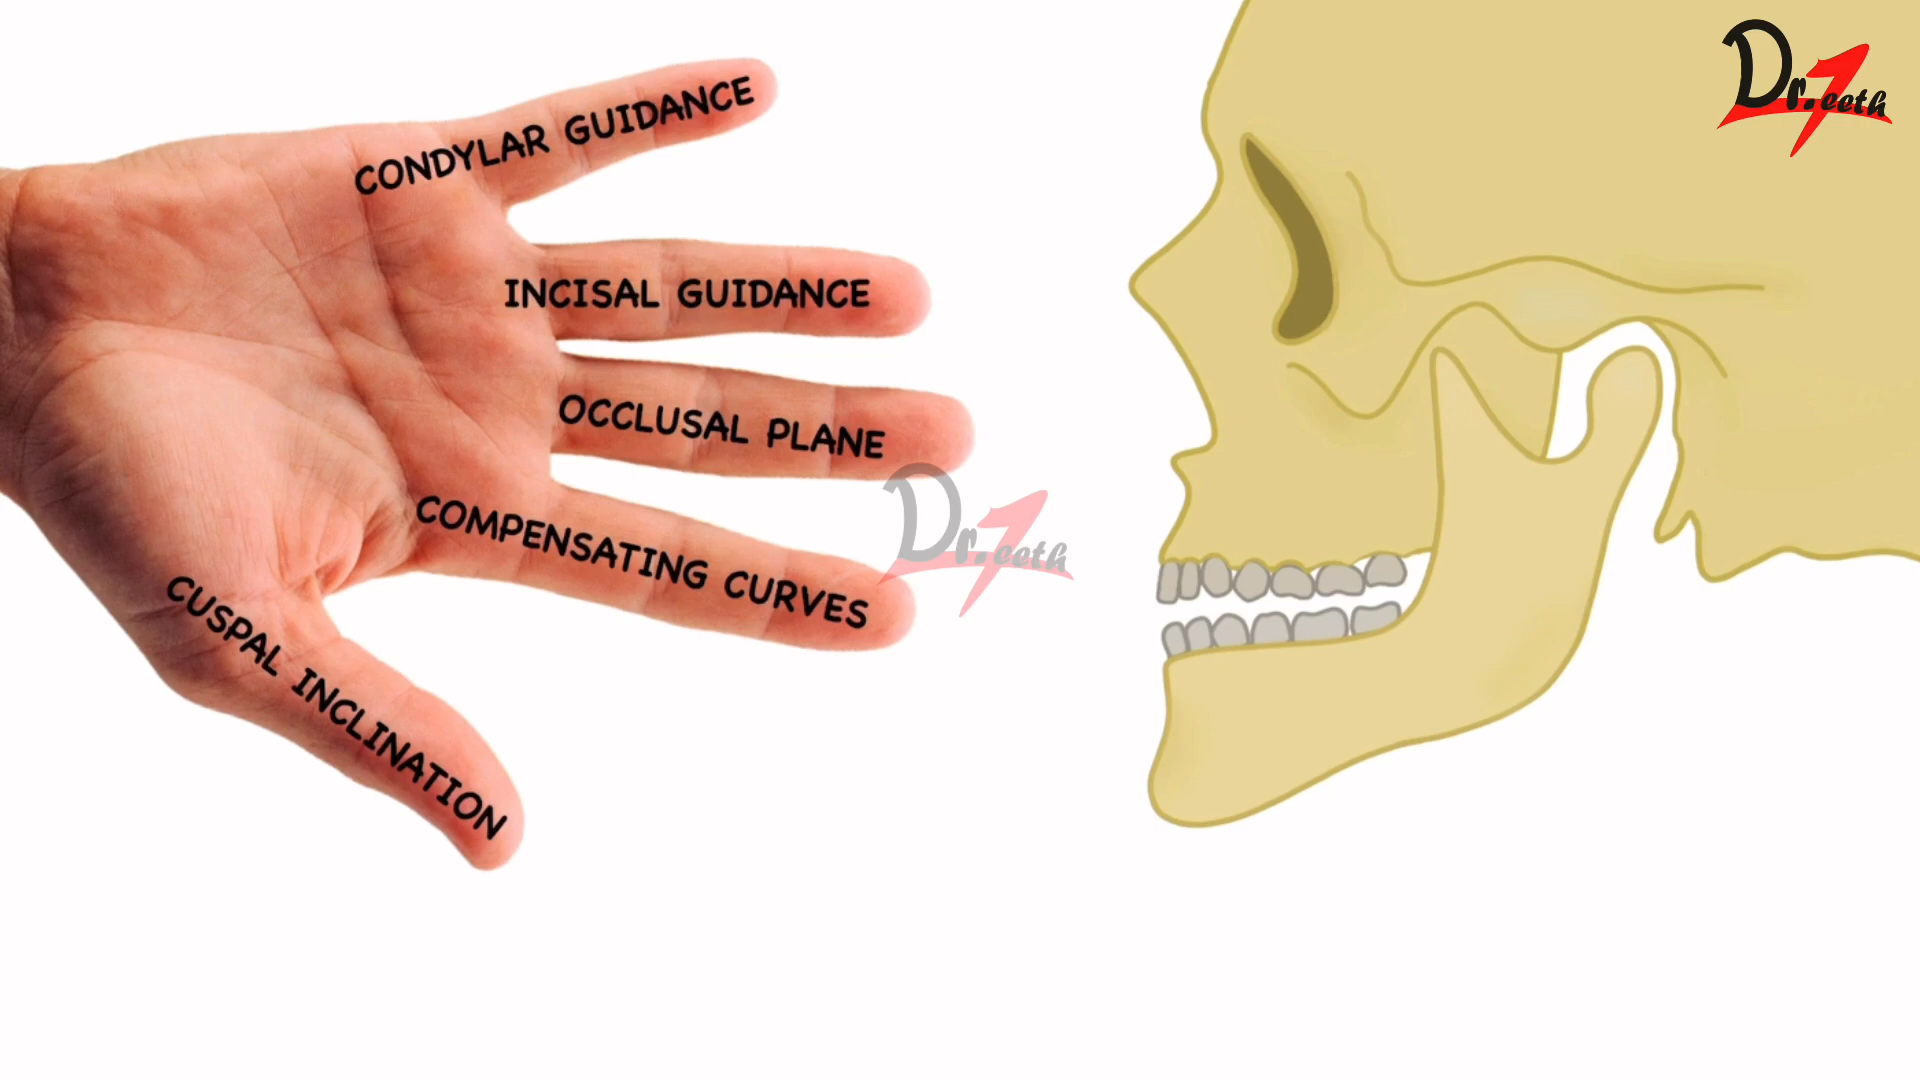 Dr.Teeth
CONDYLAR GUIDANCE
INCISAL GUIDANCE
OCCLUSAL PLANE
COMPENSATING CURVES
Dr.Teeth
CUSPAL INCLINATION